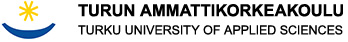 TURUN AMMATTIKORKEAKOULU
TURKU UNIVERSITY OF APPLIED SCIENCES